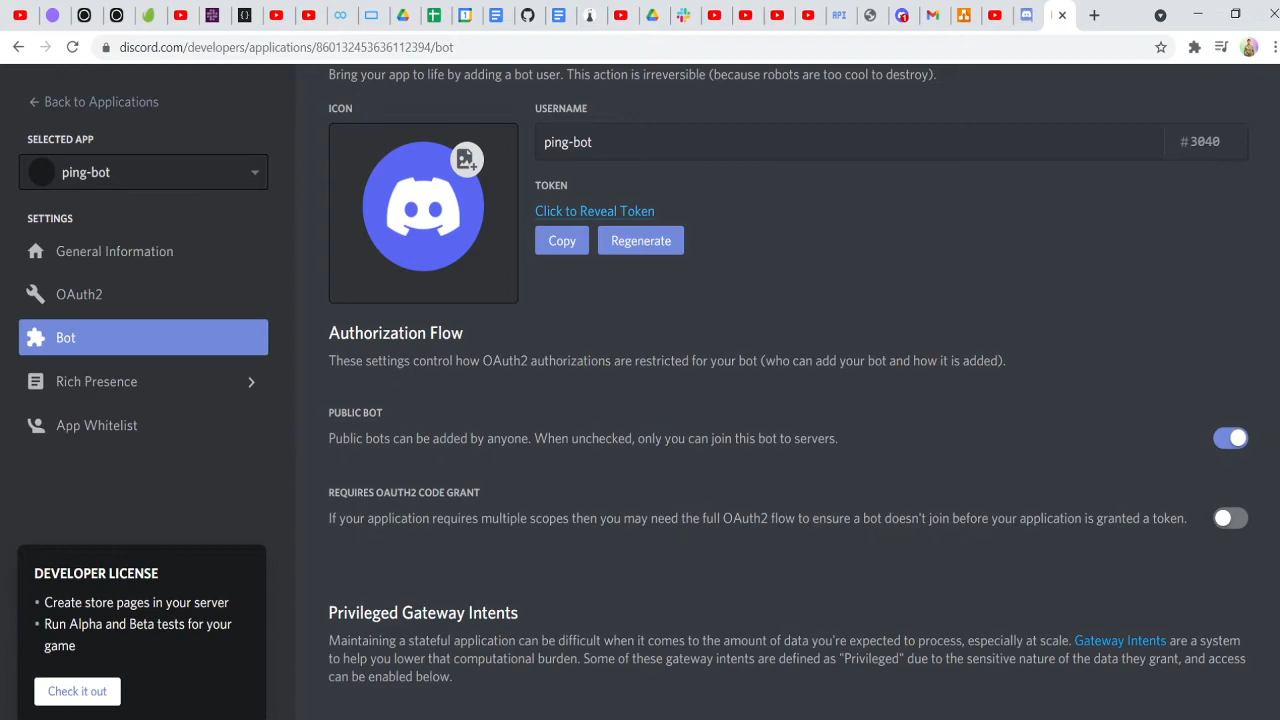 discord.com/developers/applications/860132453636112394/bot
Bring your app to life by adding a bot user. This action is irreversible (because robots are too cool to destroy).
Back to Applications
SELECTED APP
ping-bot
SETTINGS
General Information
OAuth2
Bot
Rich Presence
App Whitelist
DEVELOPER LICENSE
• Create store pages in your server
• Run Alpha and Beta tests for your
game
Check it out
ICON
USERNAME
ping-bot
#3040
TOKEN
Click to Reveal Token
Copy
Regenerate
Authorization Flow
These settings control how OAuth2 authorizations are restricted for your bot (who can add your bot and how it is added).
PUBLIC BOT
Public bots can be added by anyone. When unchecked, only you can join this bot to servers.
REQUIRES OAUTH2 CODE GRANT
If your application requires multiple scopes then you may need the full OAuth2 flow to ensure a bot doesn't join before your application is granted a token.
Privileged Gateway Intents
Maintaining a stateful application can be difficult when it comes to the amount of data you're expected to process, especially at scale. Gateway Intents are a system
to help you lower that computational burden. Some of these gateway intents are defined as "Privileged" due to the sensitive nature of the data they grant, and access
can be enabled below.